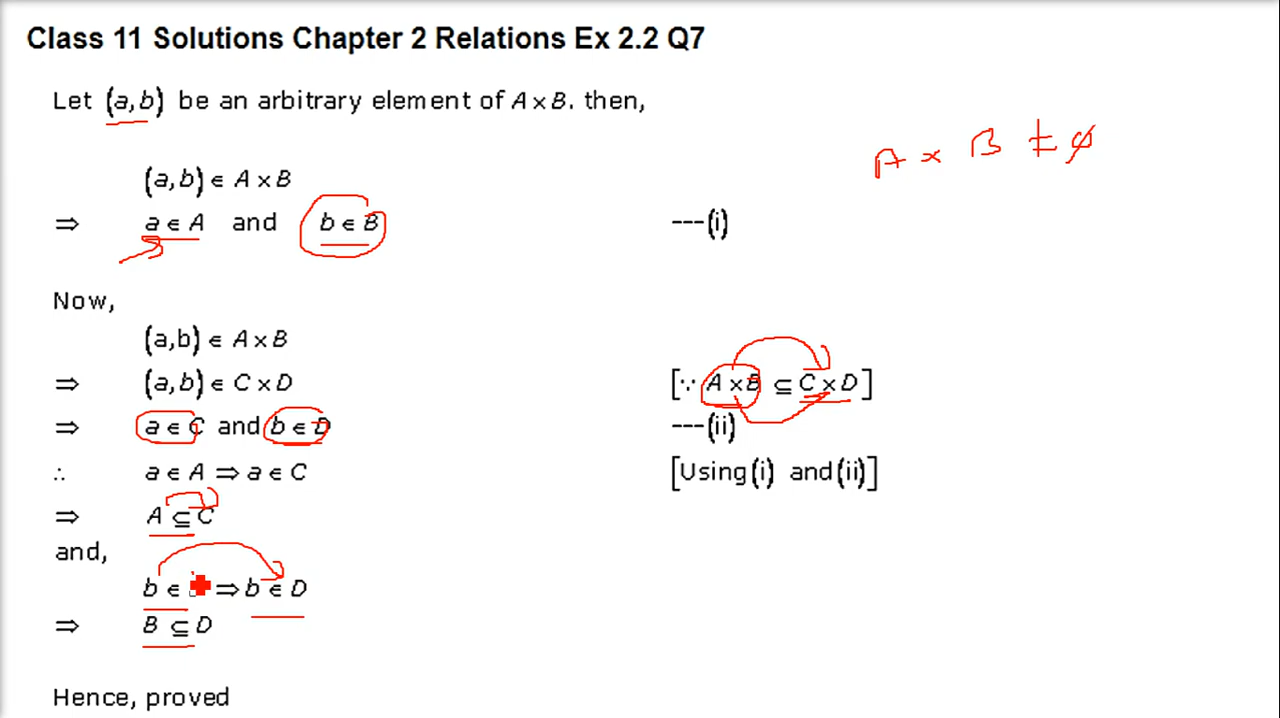 Class 11 Solutions Chapter 2 Relations Ex 2.2 Q7
Let (a,b) be an arbitrary element of A×B. then,
A × B ≠ ϕ
(a,b) ∈ A×B
⇒ a ∈ A and b ∈ B ---(i)
Now,
(a,b) ∈ A×B
⇒ (a,b) ∈ C×D [∵ A×B ⊆ C×D]
⇒ a ∈ C and b ∈ D ---(ii)
∴ a ∈ A ⇒ a ∈ C [Using(i) and(ii)]
⇒ A ⊆ C
and,
b ∈ ⇒ b ∈ D
⇒ B ⊆ D
Hence, proved